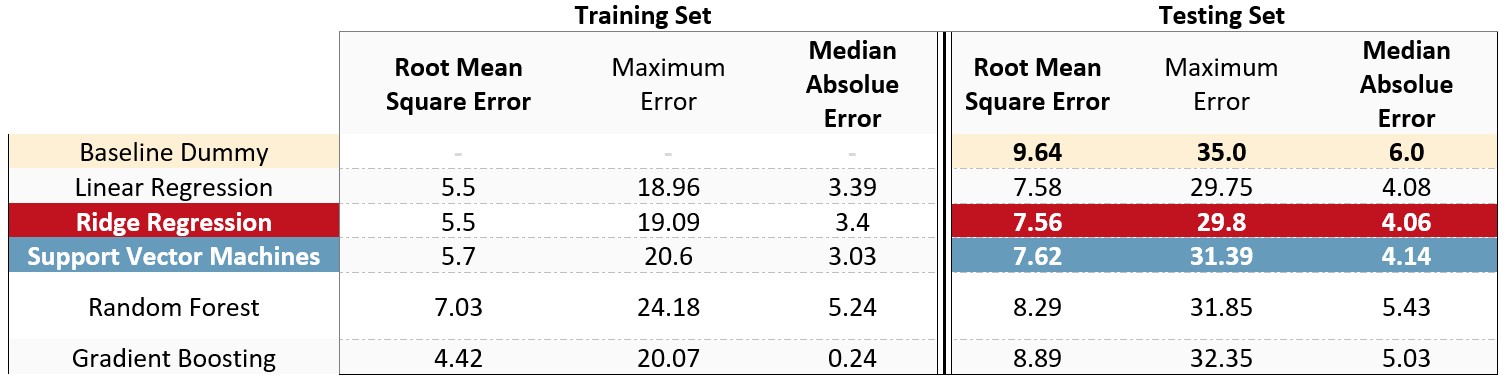 Training Set Testing Set
Root Mean Square Error Maximum Error Median Absolue Error Root Mean Square Error Maximum Error Median Absolue Error
Baseline Dummy - - - 9.64 35.0 6.0
Linear Regression 5.5 18.96 3.39 7.58 29.75 4.08
Ridge Regression 5.5 19.09 3.4 7.56 29.8 4.06
Support Vector Machines 5.7 20.6 3.03 7.62 31.39 4.14
Random Forest 7.03 24.18 5.24 8.29 31.85 5.43
Gradient Boosting 4.42 20.07 0.24 8.89 32.35 5.03